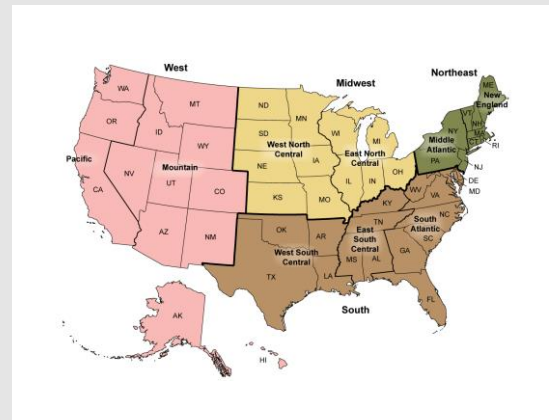 West
Midwest
Northeast
WA
MT
ND
MN
ME
New
England
VT
NH
MA
CT
RI
OR
ID
SD
WI
MI
NY
Middle
Atlantic
WY
West North
Central
East North
Central
PA
NJ
Pacific
Mountain
NV
UT
CO
NE
IA
IL
IN
OH
DE
MD
CA
KS
MO
KY
WV
VA
AZ
NM
OK
AR
TN
NC
South
Atlantic
SC
West South
Central
East
South
Central
MS
AL
GA
TX
LA
FL
South
AK
HI